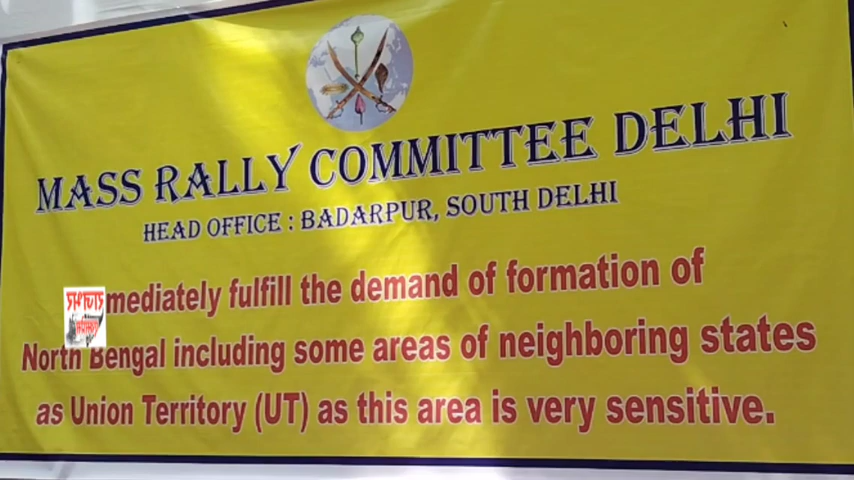 MASS RALLY COMMITTEE DELHI
HEAD OFFICE : BADARPUR, SOUTH DELHI
mmediately fulfill the demand of formation of
North Bengal including some areas of neighboring states
as Union Territory (UT) as this area is very sensitive.